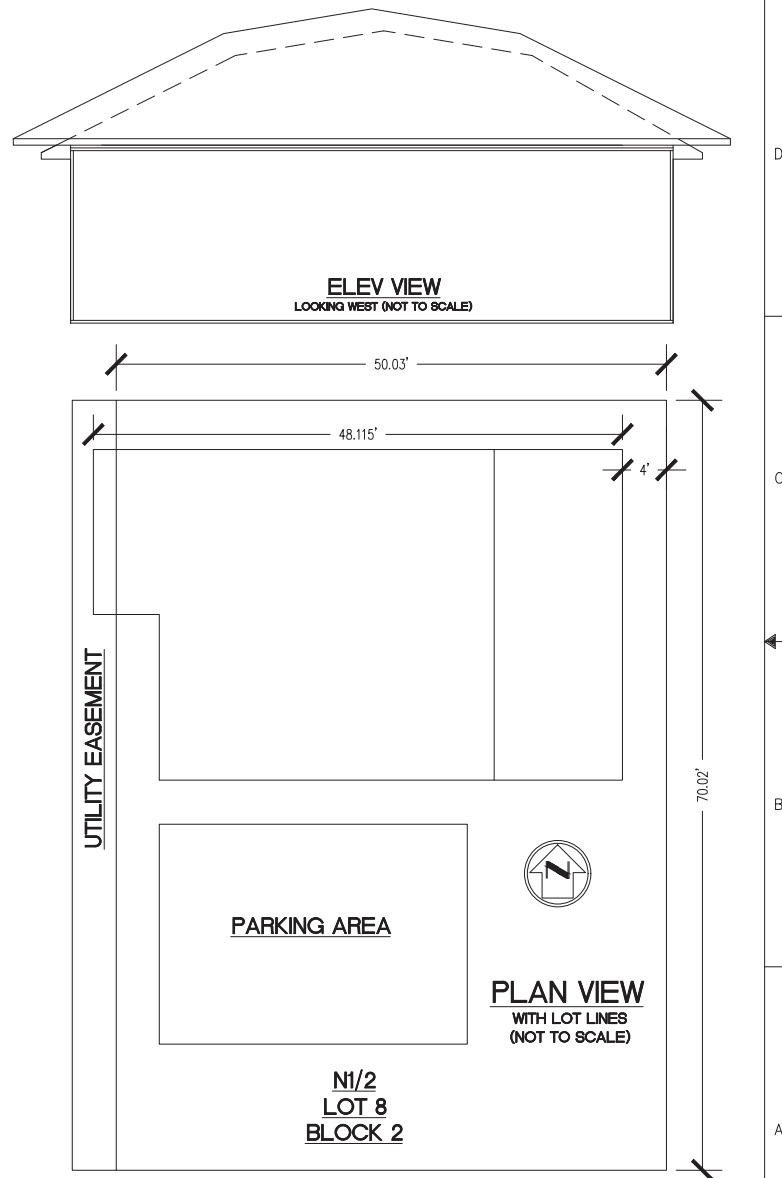 D
ELEV VIEW
LOOKING WEST (NOT TO SCALE)
50.03'
48.115'
4'
C
UTILITY EASEMENT
70.02'
B
N
PARKING AREA
PLAN VIEW
WITH LOT LINES
(NOT TO SCALE)
N1/2
LOT 8
BLOCK 2
A